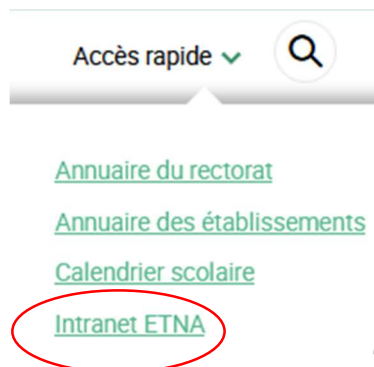 Accès rapide
Annuaire du rectorat
Annuaire des établissements
Calendrier scolaire
Intranet ETNA